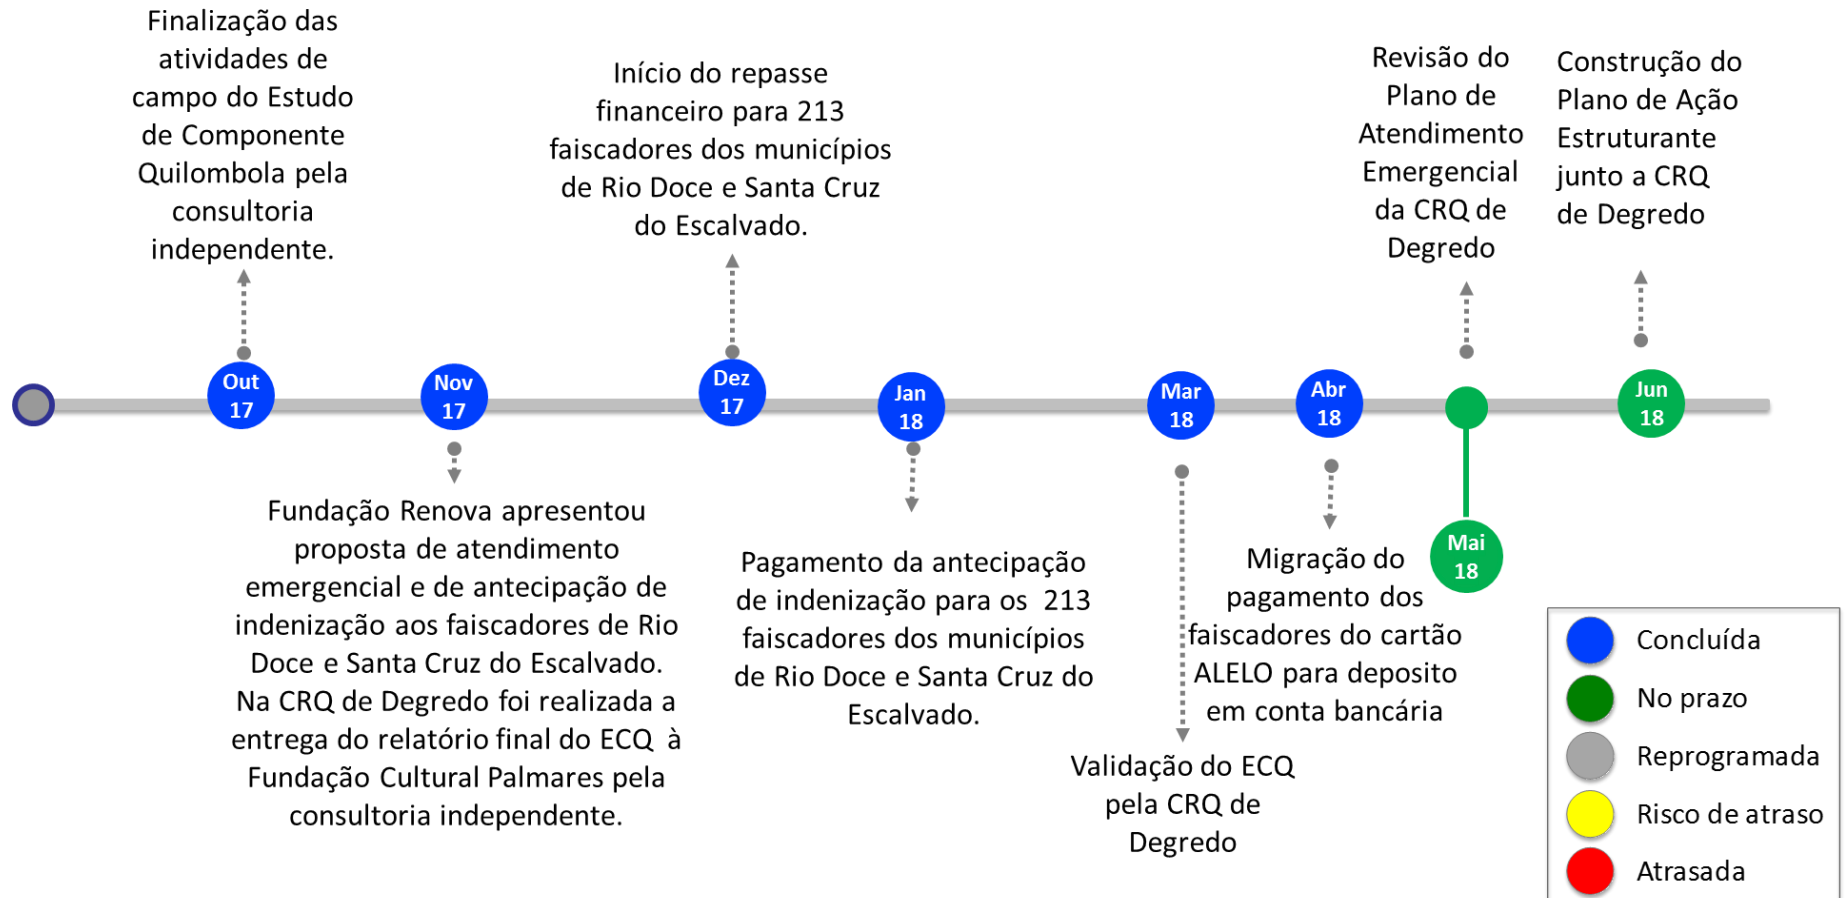 Finalização das
atividades de
campo do Estudo
de Componente
Quilombola pela
consultoria
independente.
Início do repasse
financeiro para 213
faiscadores dos municípios
de Rio Doce e Santa Cruz
do Escalvado.
Revisão do
Plano de
Atendimento
Emergencial
da CRQ de
Degredo
Construção do
Plano de Ação
Estruturante
junto a CRQ
de Degredo
Out
17
Nov
17
Dez
17
Jan
18
Mar
18
Abr
18
Jun
18
Mai
18
Fundação Renova apresentou
proposta de atendimento
emergencial e de antecipação de
indenização aos faiscadores de Rio
Doce e Santa Cruz do Escalvado.
Na CRQ de Degredo foi realizada a
entrega do relatório final do ECQ à
Fundação Cultural Palmares pela
consultoria independente.
Pagamento da antecipação
de indenização para os 213
faiscadores dos municípios
de Rio Doce e Santa Cruz do
Escalvado.
Validação do ECQ
pela CRQ de
Degredo
Migração do
pagamento dos
faiscadores do cartão
ALELO para deposito
em conta bancária
Concluída
No prazo
Reprogramada
Risco de atraso
Atrasada